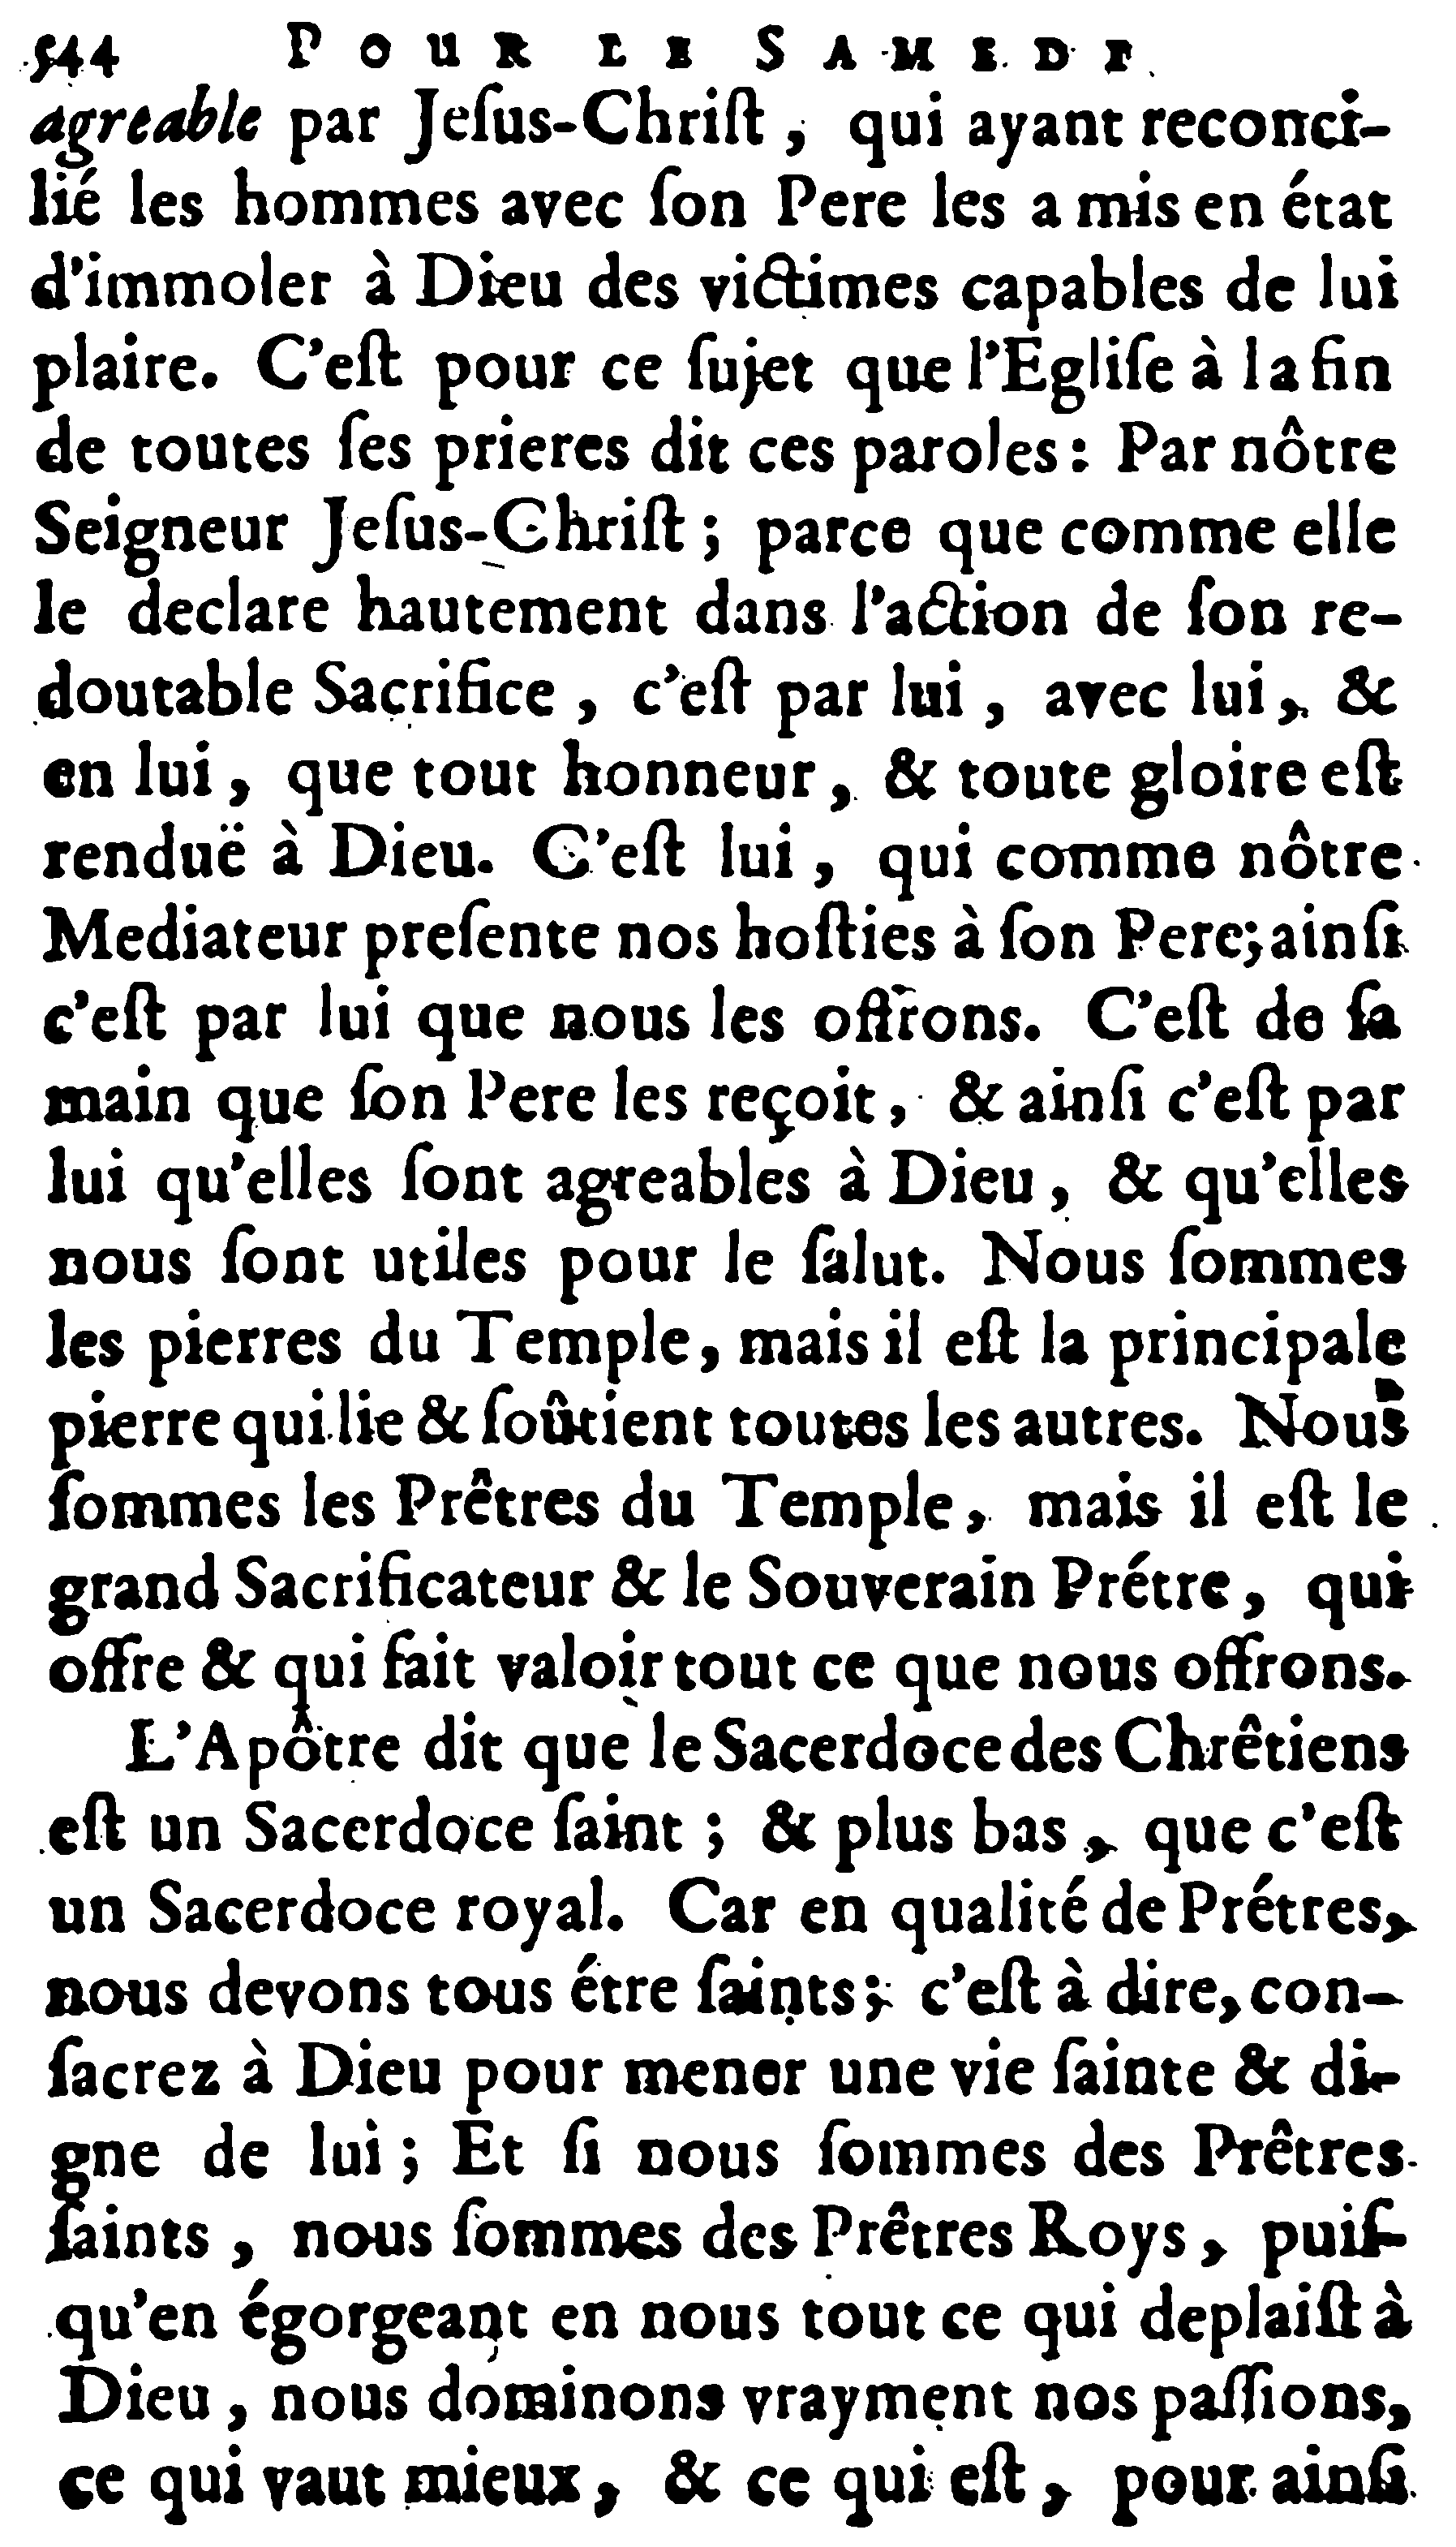 544 POUR LE SAMEDI
agreable par Jeſus-Chriſt, qui ayant reconci-
lié les hommes avec ſon Pere les a mis en état
d'immoler à Dieu des victimes capables de lui
plaire. C'eſt pour ce ſujet que l'Egliſe à la fin
de toutes ſes prieres dit ces paroles: Par nôtre
Seigneur Jeſus-Chriſt; parce que comme elle
le declare hautement dans l'action de ſon re-
doutable Sacrifice, c'eſt par lui, avec lui, &
en lui, que tout honneur, & toute gloire eſt
renduë à Dieu. C'eſt lui, qui comme nôtre
Mediateur preſente nos hoſties à ſon Pere; ainſi
c'eſt par lui que nous les offrons. C'eſt de ſa
main que ſon Pere les reçoit, & ainſi c'eſt par
lui qu'elles ſont agreables à Dieu, & qu'elles
nous ſont utiles pour le ſalut. Nous ſommes
les pierres du Temple, mais il eſt la principale
pierre qui lie & ſoûtient toutes les autres. Nous
ſommes les Prêtres du Temple, mais il eſt le
grand Sacrificateur & le Souverain Prétre, qui
offre & qui fait valoir tout ce que nous offrons.
L'Apôtre dit que le Sacerdoce des Chrêtiens
eſt un Sacerdoce ſaint; & plus bas, que c'eſt
un Sacerdoce royal. Car en qualité de Prétres,
nous devons tous étre ſaints; c'eſt à dire, con-
ſacrez à Dieu pour mener une vie ſainte & di-
gne de lui; Et ſi nous ſommes des Prêtres
ſaints, nous ſommes des Prêtres Roys, puiſ-
qu'en égorgeant en nous tout ce qui deplaiſt à
Dieu, nous dominons vrayment nos paſſions,
ce qui vaut mieux, & ce qui eſt, pour ainſi